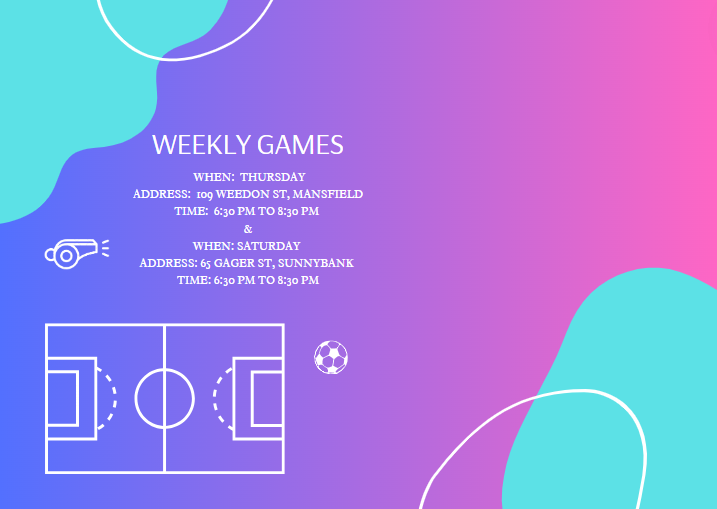 WEEKLY GAMES
WHEN: THURSDAY
ADDRESS: 109 WEEDON ST, MANSFIELD
TIME: 6:30 PM TO 8:30 PM
&
WHEN: SATURDAY
ADDRESS: 65 GAGER ST, SUNNYBANK
TIME: 6:30 PM TO 8:30 PM